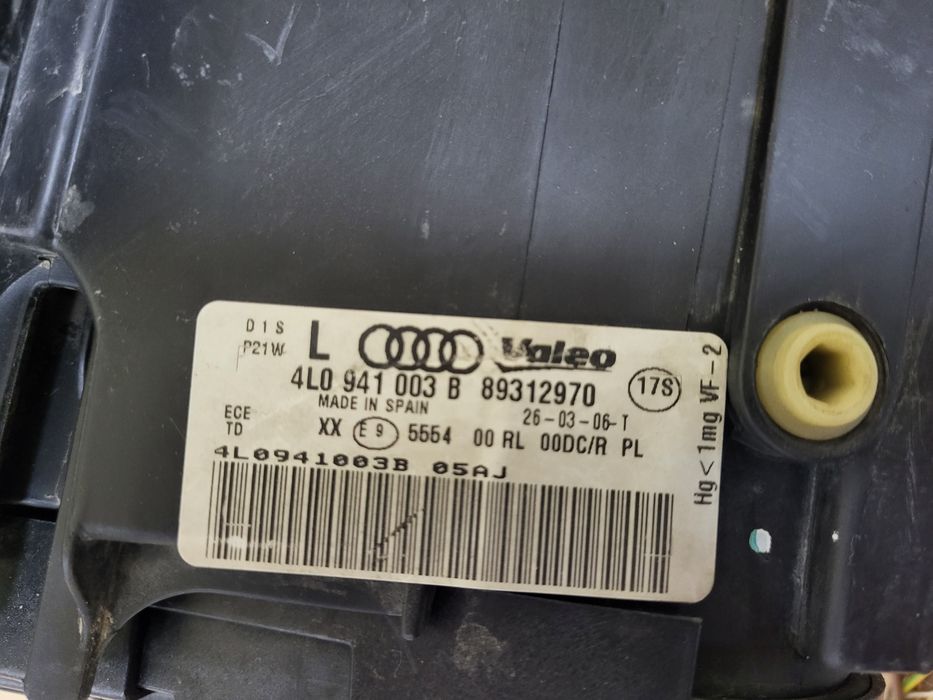 D1S
P21W
L
Valeo
4L0 941 003 B 89312970
17S
MADE IN SPAIN
26-03-06-T
ECE
TD
XX E9 5554 00 RL 00DC/R PL
4L0941003B 05AJ
Hg<1mg VF-2